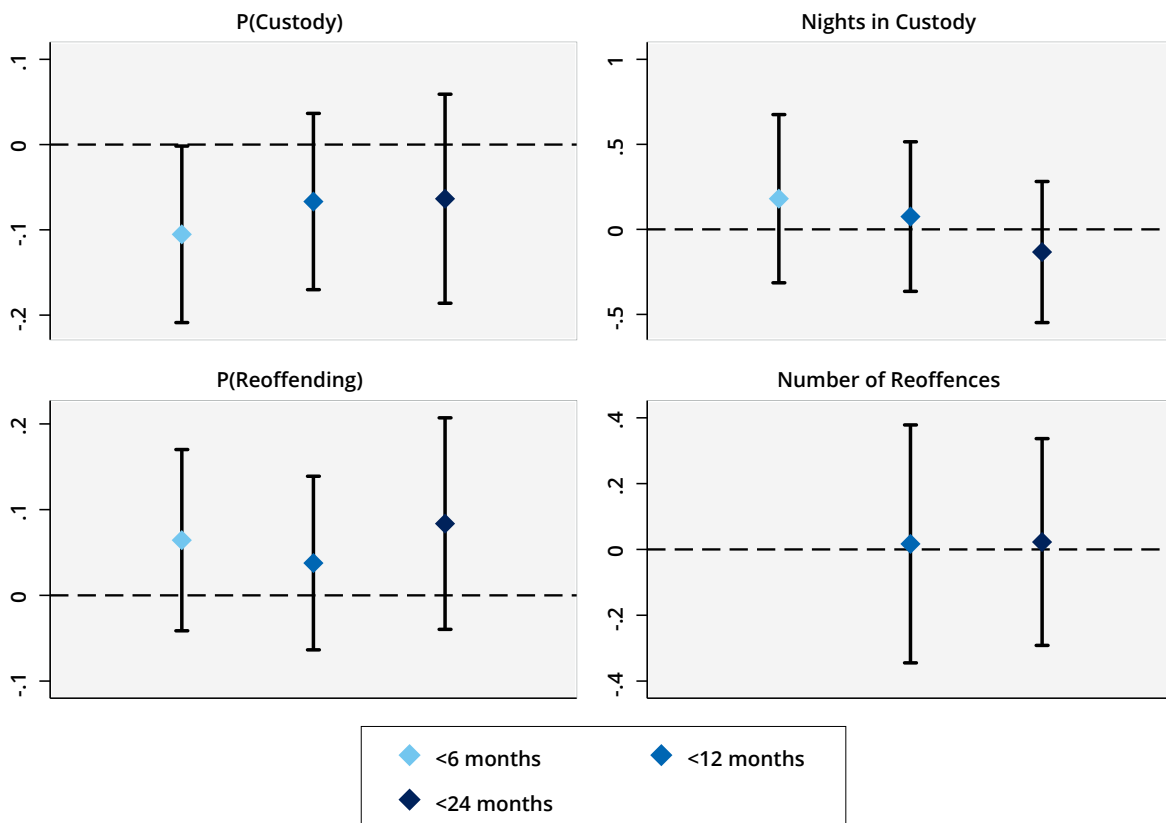 P(Custody)
.1
0
-.1
-.2
Nights in Custody
1
.5
0
-.5
P(Reoffending)
.2
.1
0
-.1
Number of Reoffences
.4
.2
0
-.2
-.4
<6 months
<12 months
<24 months